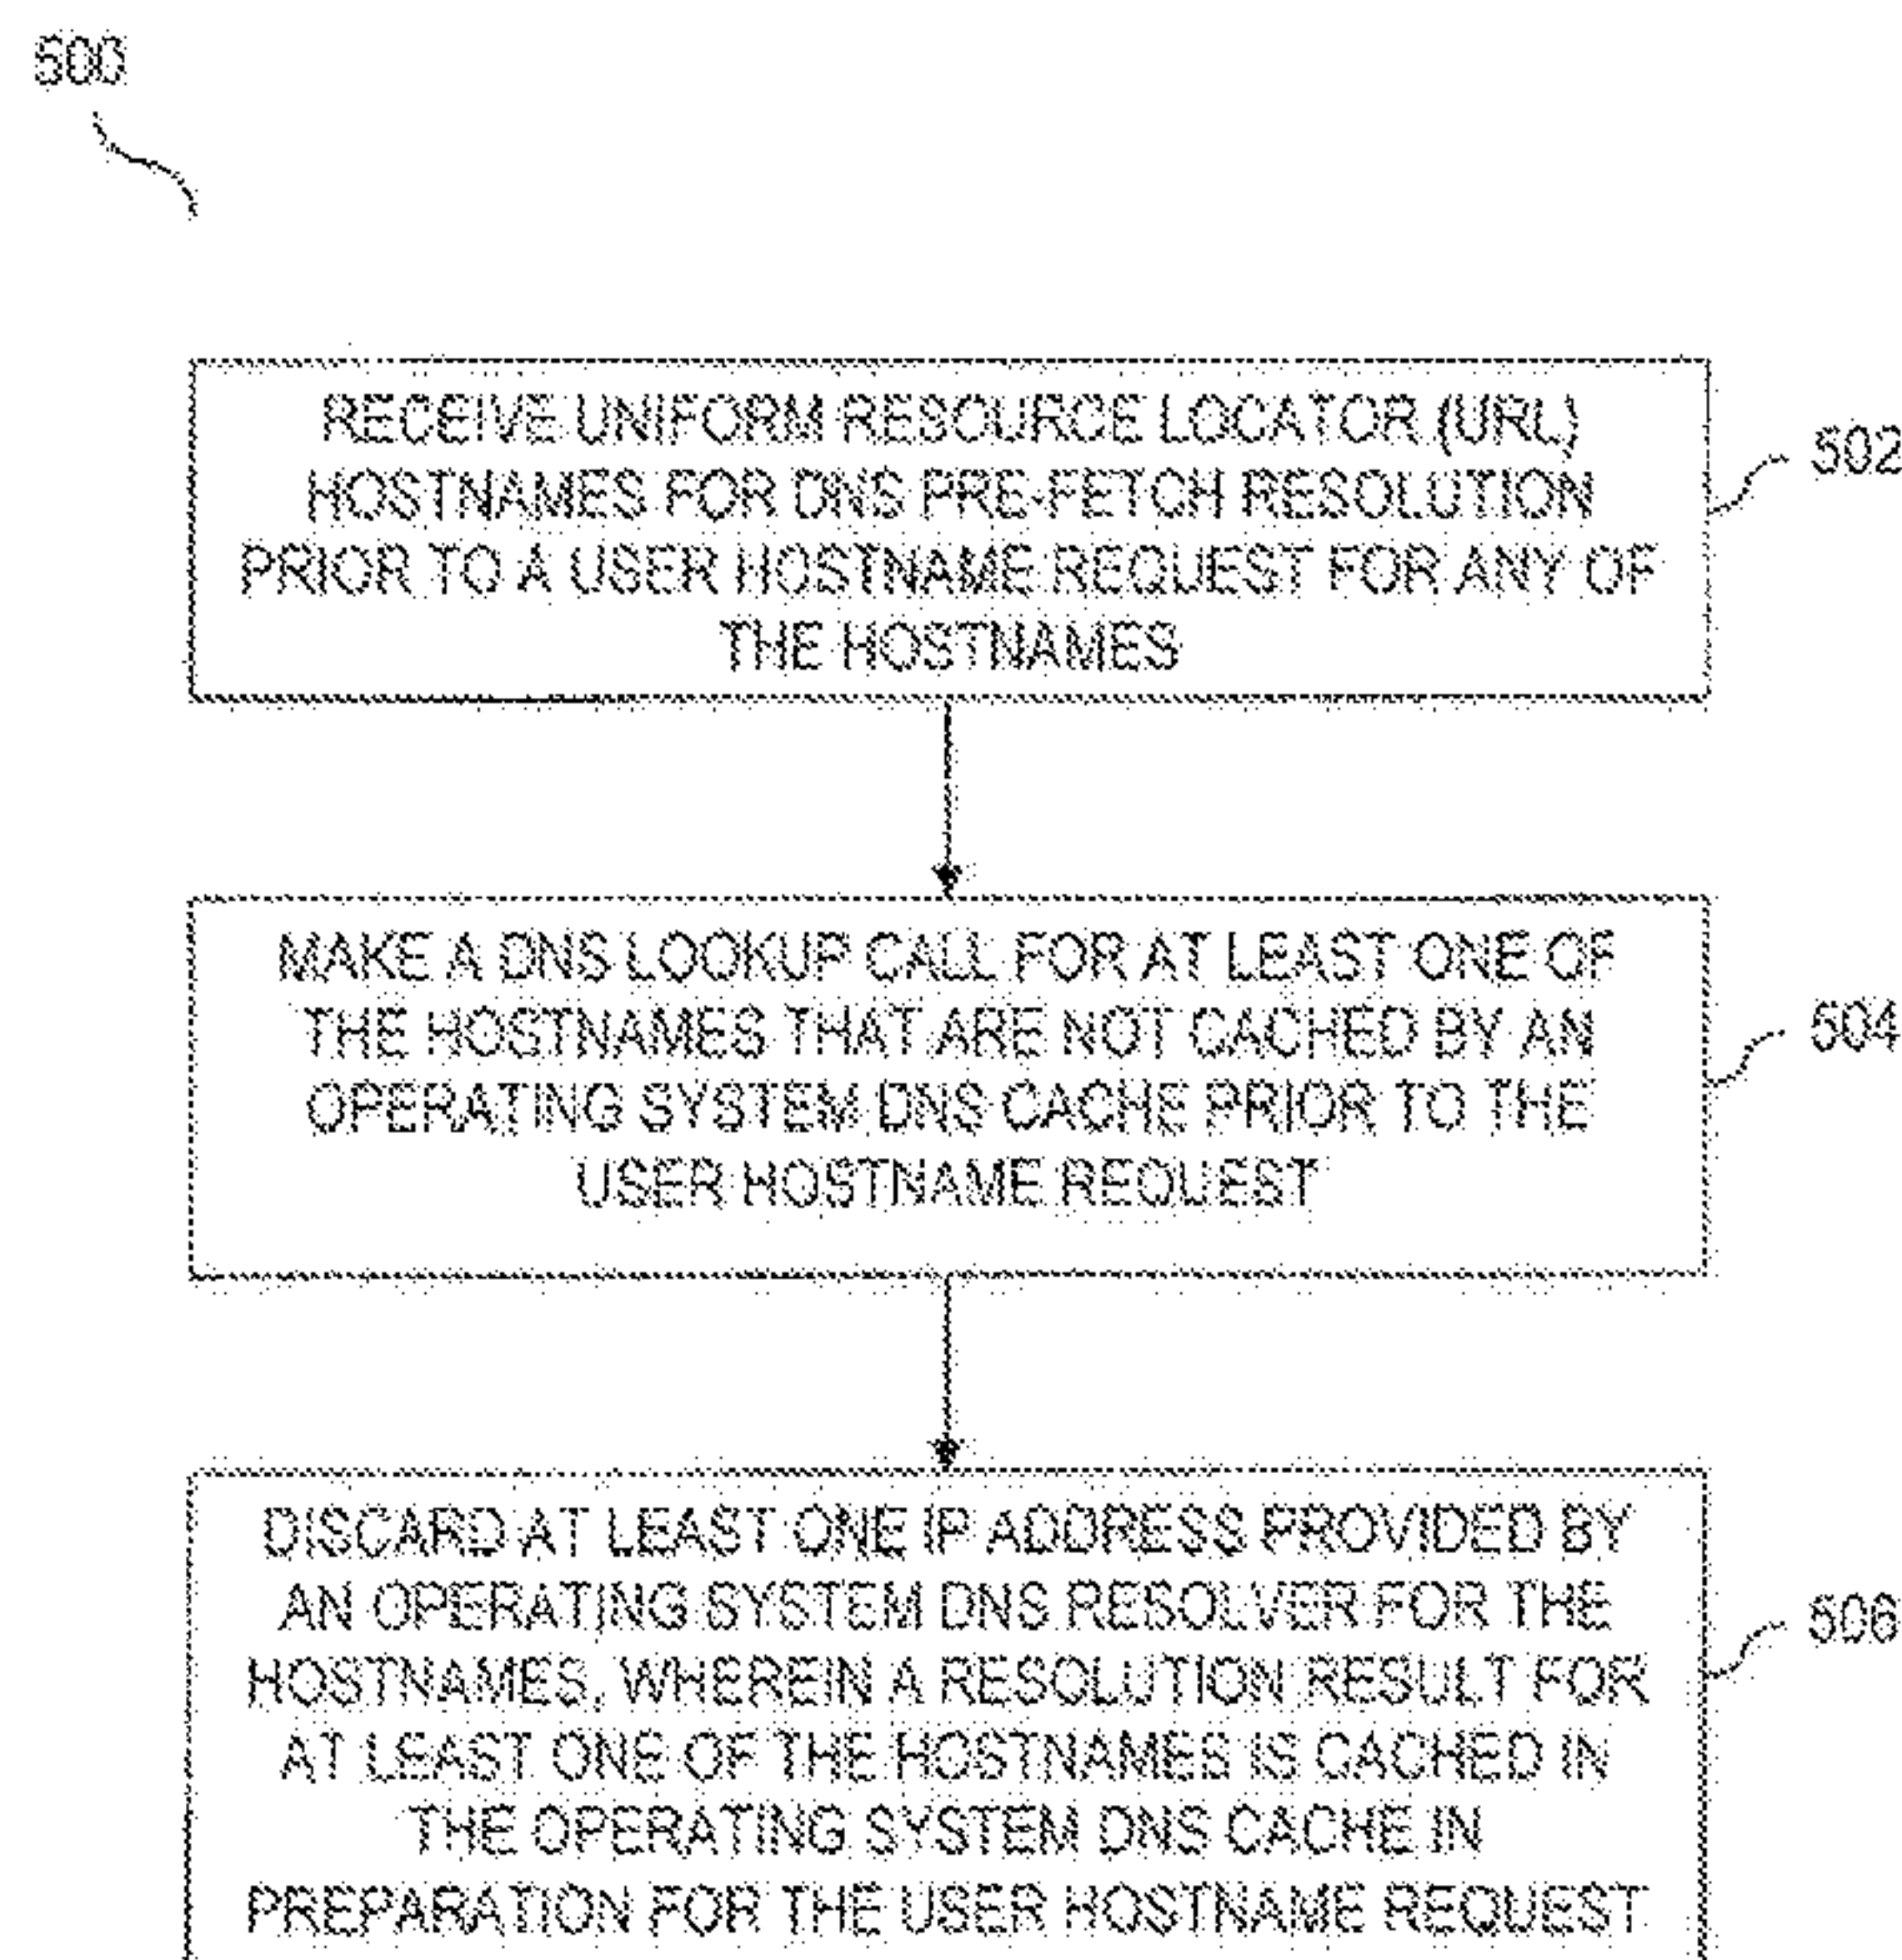 500
RECEIVE UNIFORM RESOURCE LOCATOR (URL)
HOSTNAMES FOR DNS PRE-FETCH RESOLUTION
PRIOR TO A USER HOSTNAME REQUEST FOR ANY OF
THE HOSTNAMES
502
MAKE A DNS LOOKUP CALL FOR AT LEAST ONE OF
THE HOSTNAMES THAT ARE NOT CACHED BY AN
OPERATING SYSTEM DNS CACHE PRIOR TO THE
USER HOSTNAME REQUEST
504
DISCARD AT LEAST ONE IP ADDRESS PROVIDED BY
AN OPERATING SYSTEM DNS RESOLVER FOR THE
HOSTNAMES, WHEREIN A RESOLUTION RESULT FOR
AT LEAST ONE OF THE HOSTNAMES IS CACHED IN
THE OPERATING SYSTEM DNS CACHE IN
PREPARATION FOR THE USER HOSTNAME REQUEST
506